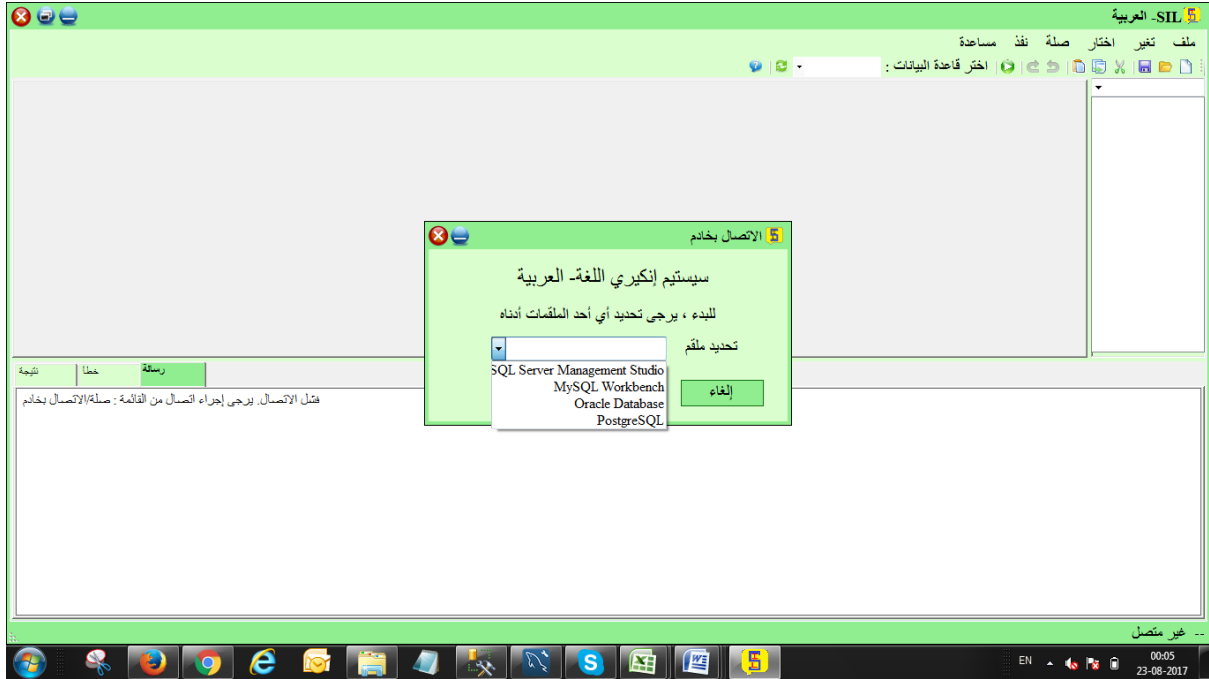 SIL- العربية
ملف تغير اختار صلة نفذ مساعدة
اختر قاعدة البيانات :
الاتصال بخادم
سيستيم إنكيري اللغة- العربية
للبدء ، يرجى تحديد أي أحد الملقمات أدناه
تحديد ملقم
SQL Server Management Studio
MySQL Workbench
Oracle Database
PostgreSQL
إلغاء
رسالة خطأ نتيجة
فشل الاتصال. يرجى إجراء اتصال من القائمة : صلة/الاتصال بخادم
-- غير متصل
EN
00:05
23-08-2017